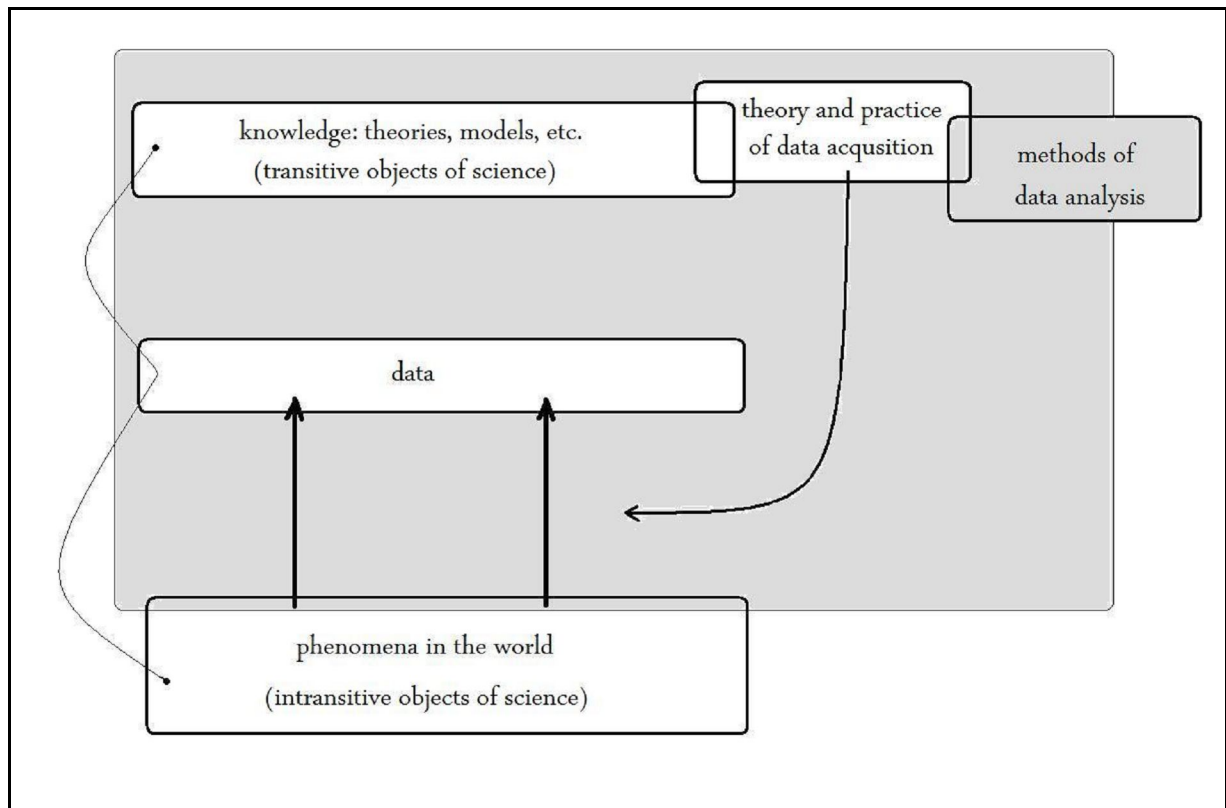 knowledge: theories, models, etc.
(transitive objects of science)
theory and practice
of data acqusition
methods of
data analysis
data
phenomena in the world
(intransitive objects of science)